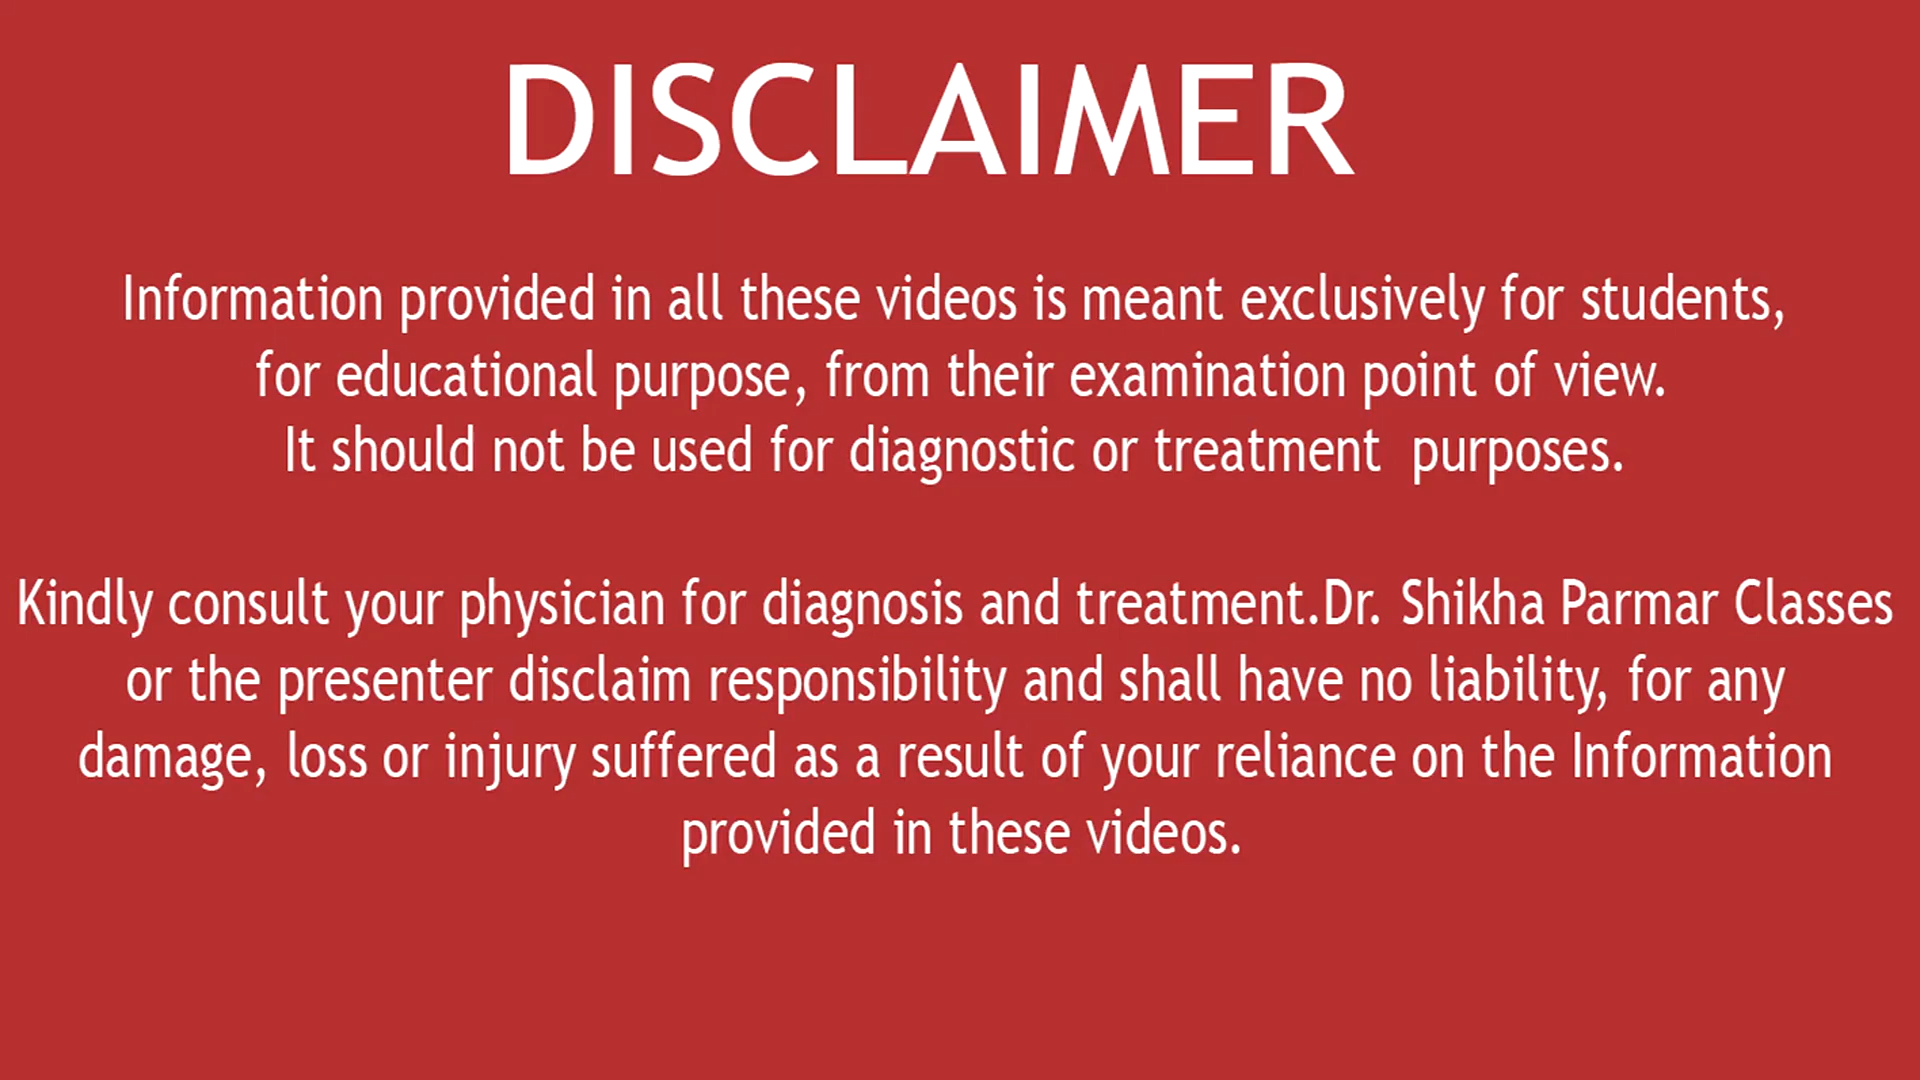 DISCLAIMER
Information provided in all these videos is meant exclusively for students,
for educational purpose, from their examination point of view.
It should not be used for diagnostic or treatment  purposes.
Kindly consult your physician for diagnosis and treatment.Dr. Shikha Parmar Classes
or the presenter disclaim responsibility and shall have no liability, for any
damage, loss or injury suffered as a result of your reliance on the Information
provided in these videos.